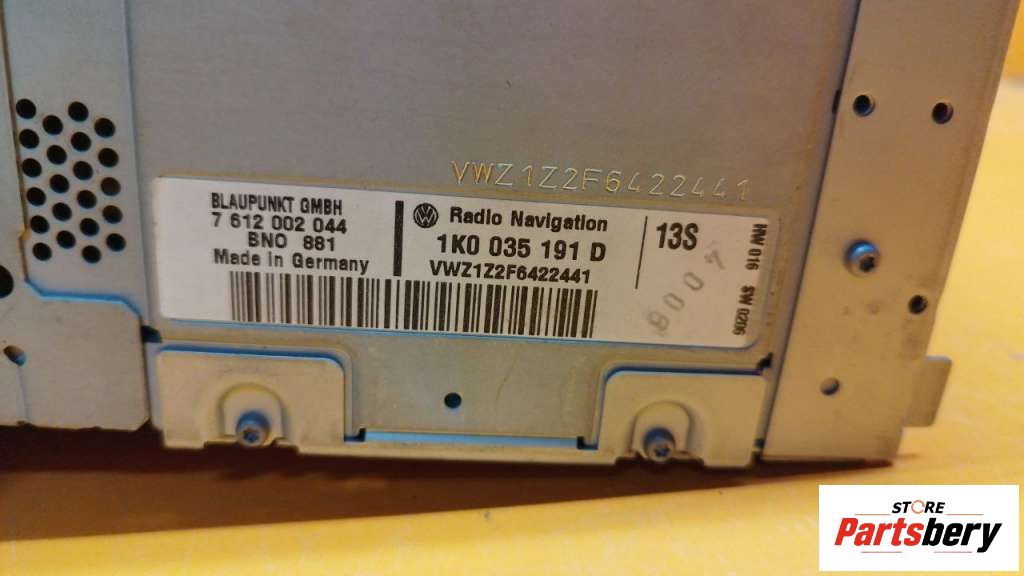 VWZ1Z2F6422441
BLAUPUNKT GMBH
7 612 002 044
BNO 881
Made in Germany
Radio Navigation
1K0 035 191 D
VWZ1Z2F6422441
13S
HW 016 SW 0206
STORE
Partsbery